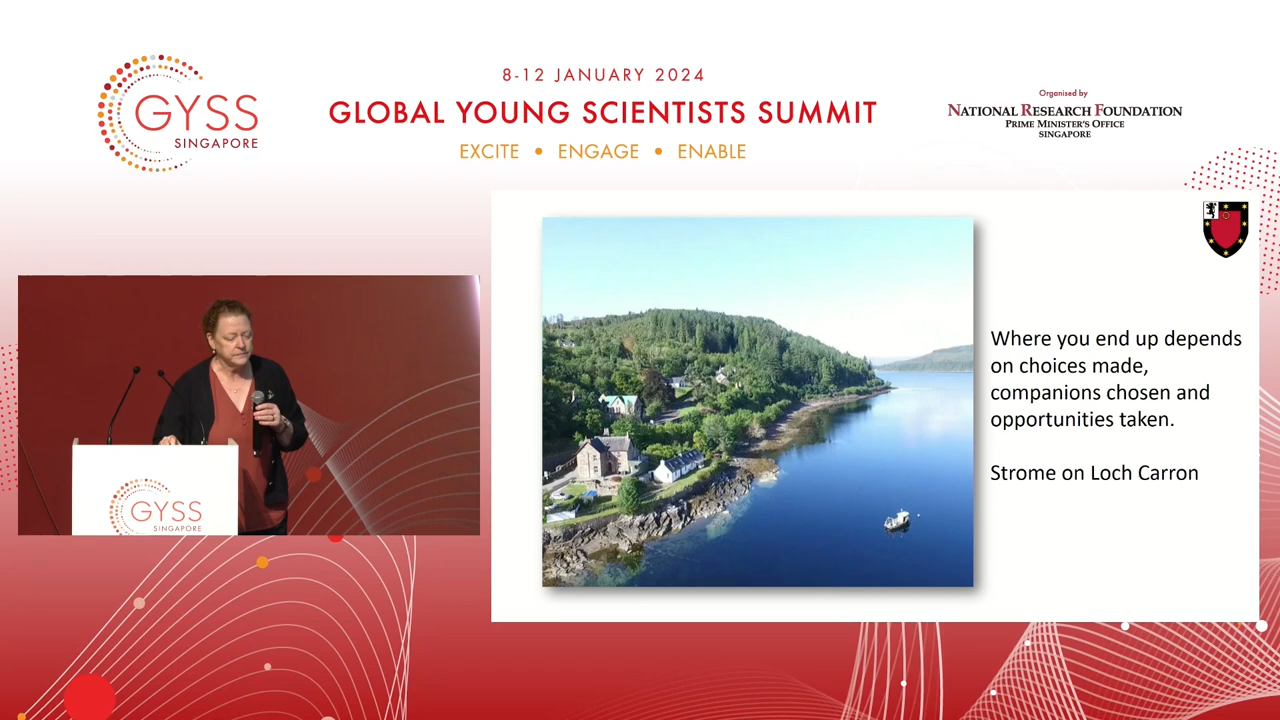 GYSS
SINGAPORE
8-12 JANUARY 2024
GLOBAL YOUNG SCIENTISTS SUMMIT
EXCITE • ENGAGE • ENABLE
Organised by
NATIONAL RESEARCH FOUNDATION
PRIME MINISTER'S OFFICE
SINGAPORE
Where you end up depends
on choices made,
companions chosen and
opportunities taken.
Strome on Loch Carron
GYSS
SINGAPORE